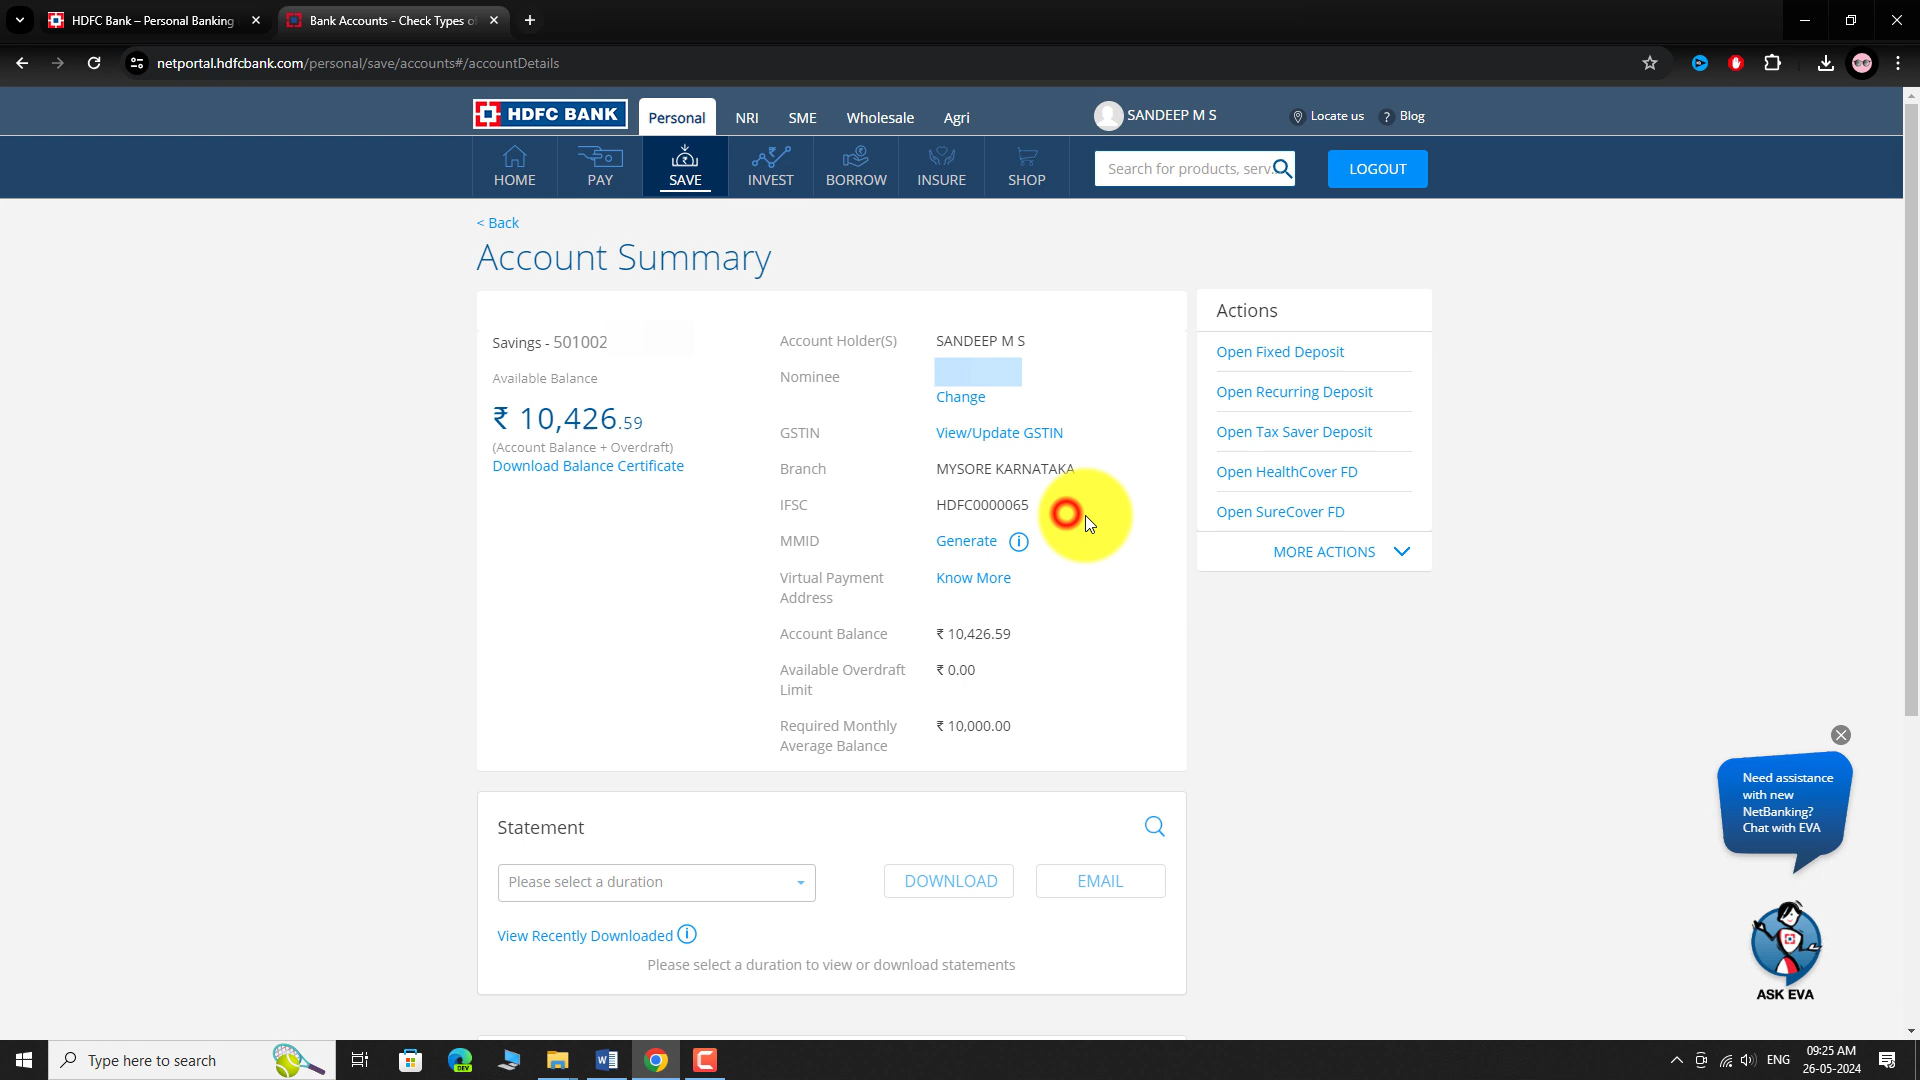 HDFC Bank – Personal Banking
Bank Accounts - Check Types of
netportal.hdfcbank.com/personal/save/accounts#/accountDetails
HDFC BANK
Personal
NRI
SME
Wholesale
Agri
SANDEEP M S
Locate us
? Blog
HOME
PAY
SAVE
INVEST
BORROW
INSURE
SHOP
Search for products, serv.
LOGOUT
< Back
Account Summary
Savings - 501002
Available Balance
₹ 10,426.59
(Account Balance + Overdraft)
Download Balance Certificate
Account Holder(S) SANDEEP M S
Nominee
Change
GSTIN View/Update GSTIN
Branch MYSORE KARNATAKA
IFSC HDFC0000065
MMID Generate i
Virtual Payment Know More
Address
Account Balance ₹ 10,426.59
Available Overdraft ₹ 0.00
Limit
Required Monthly ₹ 10,000.00
Average Balance
Actions
Open Fixed Deposit
Open Recurring Deposit
Open Tax Saver Deposit
Open HealthCover FD
Open SureCover FD
MORE ACTIONS
Statement
Please select a duration
DOWNLOAD
EMAIL
View Recently Downloaded i
Please select a duration to view or download statements
Need assistance
with new
NetBanking?
Chat with EVA
ASK EVA
Type here to search
DEV
ENG
09:25 AM
26-05-2024